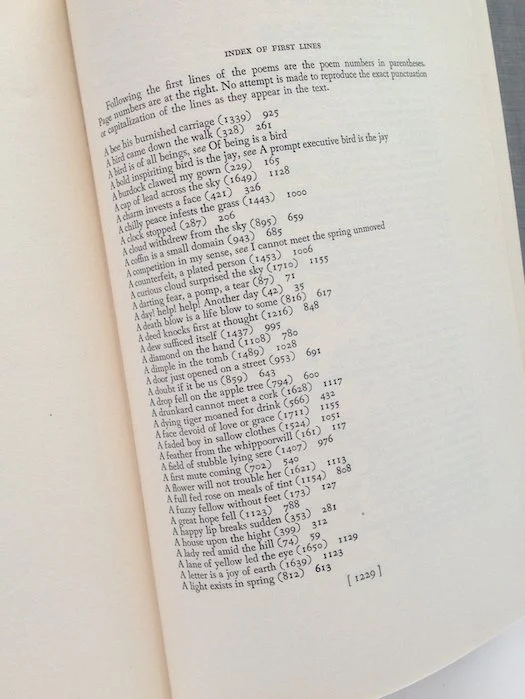 INDEX OF FIRST LINES
Following the first lines of the poems are the poem numbers in parentheses.
Page numbers are at the right. No attempt is made to reproduce the exact punctuation
or capitalization of the lines as they appear in the text.
A bee his burnished carriage (1339) 925
A bird came down the walk (328) 261
A bird is of all beings, see Of being is a bird
A bold inspiriting bird is the jay, see A prompt executive bird is the jay
A burdock clawed my gown (229) 165
A cap of lead across the sky (1649) 1128
A charm invests a face (421) 326
A chilly peace infests the grass (1443) 1000
A clock stopped (287) 206
A cloud withdrew from the sky (895) 659
A coffin is a small domain (943) 685
A competition in my sense, see I cannot meet the spring unmoved
A counterfeit, a plated person (1453) 1006
A curious cloud surprised the sky (1710) 1155
A darting fear, a pomp, a tear (87) 71
A day! help! help! Another day (42) 35
A death blow is a life blow to some (816) 617
A deed knocks first at thought (1216) 848
A dew sufficed itself (1437) 995
A diamond on the hand (1108) 780
A dimple in the tomb (1489) 1028
A door just opened on a street (953) 691
A doubt if it be us (859) 643
A drop fell on the apple tree (794) 600
A drunkard cannot meet a cork (1628) 1117
A dying tiger moaned for drink (566) 432
A face devoid of love or grace (1711) 1155
A faded boy in sallow clothes (1524) 1051
A feather from the whippoorwill (161) 117
A field of stubble lying sere (1407) 976
A first mute coming (702) 540
A flower will not trouble her (1621) 1113
A full fed rose on meals of tint (1154) 808
A fuzzy fellow without feet (173) 127
A great hope fell (1123) 788
A happy lip breaks sudden (353) 281
A house upon the hight (399) 312
A lady red amid the hill (74) 59
A lane of yellow led the eye (1650) 1129
A letter is a joy of earth (1639) 1123
A light exists in spring (812) 613
[ 1229 ]